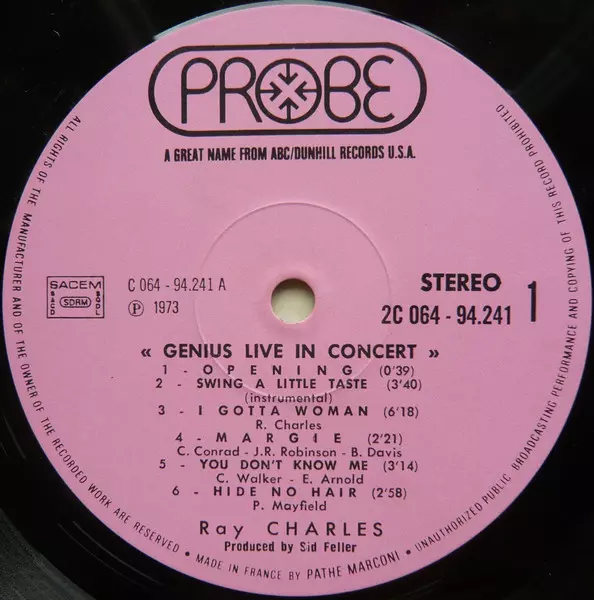 PROBE
A GREAT NAME FROM ABC/DUNHILL RECORDS U.S.A.
SACEM
SACD SDRM SGDL
C 064 - 94.241 A
Ⓟ 1973
STEREO
2C 064 - 94.241
1
« GENIUS LIVE IN CONCERT »
1 - OPENING (0'39)
2 - SWING A LITTLE TASTE (3'40)
(instrumental)
3 - I GOTTA WOMAN (6'18)
R. Charles
4 - MARGIE (2'21)
C. Conrad - J.R. Robinson - B. Davis
5 - YOU DON'T KNOW ME (3'14)
C. Walker - E. Arnold
6 - HIDE NO HAIR (2'58)
P. Mayfield
Ray CHARLES
Produced by Sid Feller
ALL RIGHTS OF THE MANUFACTURER AND OF THE OWNER OF THE RECORDED WORK ARE RESERVED • MADE IN FRANCE BY PATHE MARCONI • UNAUTHORIZED PUBLIC BROADCASTING PERFORMANCE AND COPYING OF THIS RECORD PROHIBITED